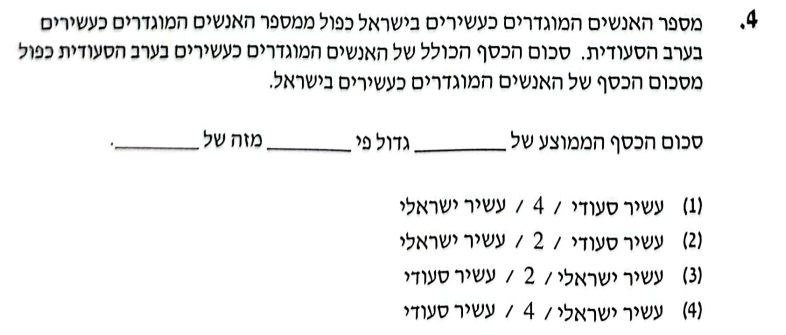 4. מספר האנשים המוגדרים כעשירים בישראל כפול ממספר האנשים המוגדרים כעשירים
בערב הסעודית. סכום הכסף הכולל של האנשים המוגדרים כעשירים בערב הסעודית כפול
מסכום הכסף של האנשים המוגדרים כעשירים בישראל.
סכום הכסף הממוצע של _________ גדול פי _________ מזה של _________.
(1) עשיר סעודי / 4 / עשיר ישראלי
(2) עשיר סעודי / 2 / עשיר ישראלי
(3) עשיר ישראלי / 2 / עשיר סעודי
(4) עשיר ישראלי / 4 / עשיר סעודי